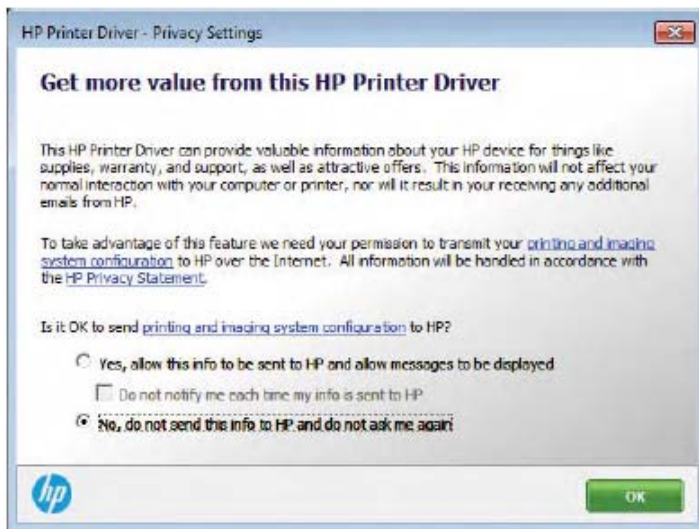 HP Printer Driver - Privacy Settings
Get more value from this HP Printer Driver
This HP Printer Driver can provide valuable information about your HP device for things like
supplies, warranty, and support, as well as attractive offers. This information will not affect your
normal interaction with your computer or printer, nor will it result in your receiving any additional
emails from HP.
To take advantage of this feature we need your permission to transmit your printing and imaging
system configuration to HP over the Internet. All information will be handled in accordance with
the HP Privacy Statement.
Is it OK to send printing and imaging system configuration to HP?
Yes, allow this info to be sent to HP and allow messages to be displayed
Do not notify me each time my info is sent to HP
No, do not send this info to HP and do not ask me again
hp
OK